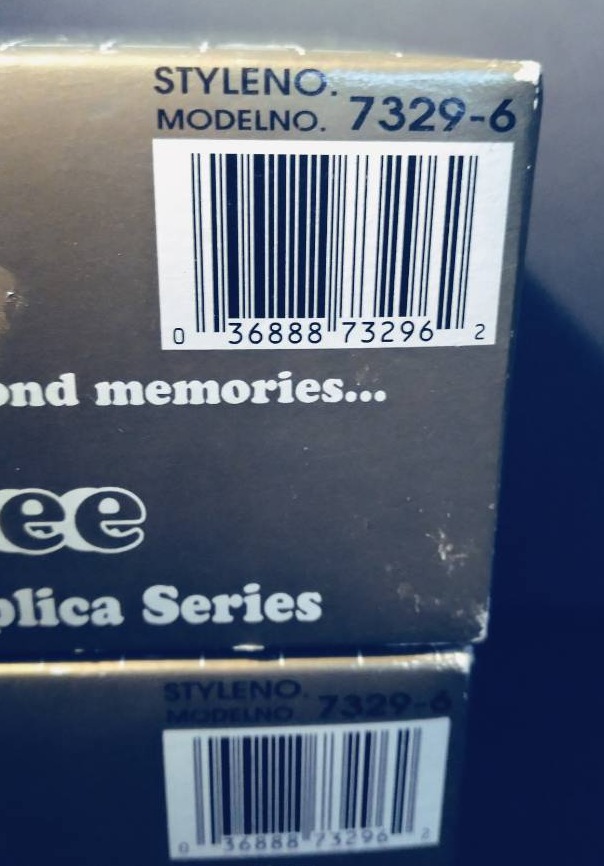 STYLENO.
MODELNO. 7329-6
0 36888 73296 2
ond memories...
ee
plica Series
STYLENO.
MODELNO 7329-6
0 36888 73296 2